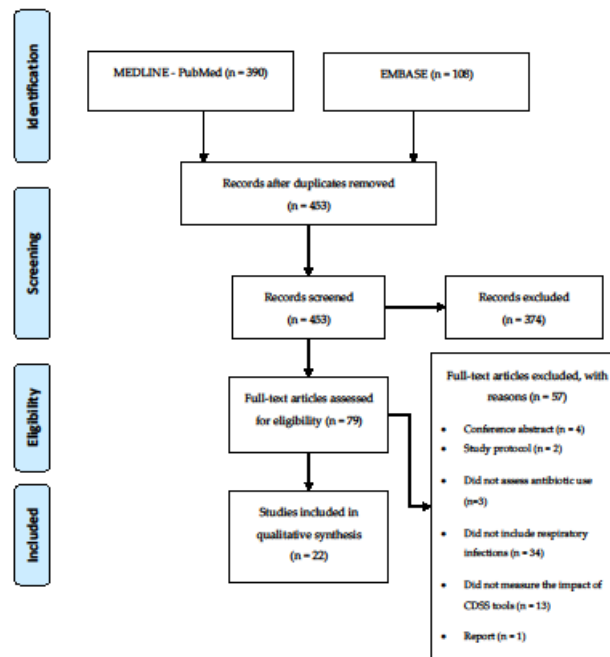 Identification
MEDLINE - PubMed (n = 390)
EMBASE (n = 108)
Records after duplicates removed
(n = 453)
Screening
Records screened
(n = 453)
Records excluded
(n = 374)
Eligibility
Full-text articles assessed
for eligibility (n = 79)
Full-text articles excluded, with
reasons (n = 57)
• Conference abstract (n = 4)
• Study protocol (n = 2)
• Did not assess antibiotic use
(n=3)
• Did not include respiratory
infections (n = 34)
• Did not measure the impact of
CDSS tools (n = 13)
• Report (n = 1)
Included
Studies included in
qualitative synthesis
(n = 22)